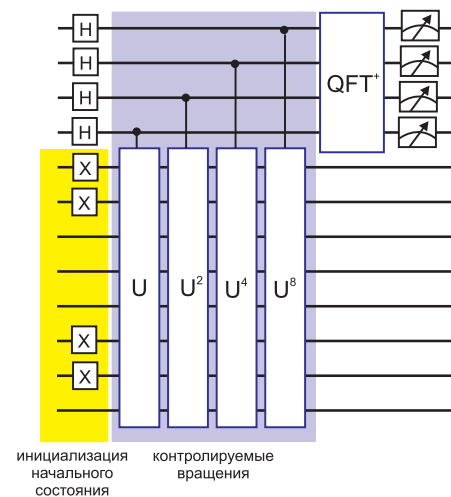 H
H
H
H
X
X
X
X
U
U²
U⁴
U⁸
QFT⁺
инициализация
начального
состояния
контролируемые
вращения